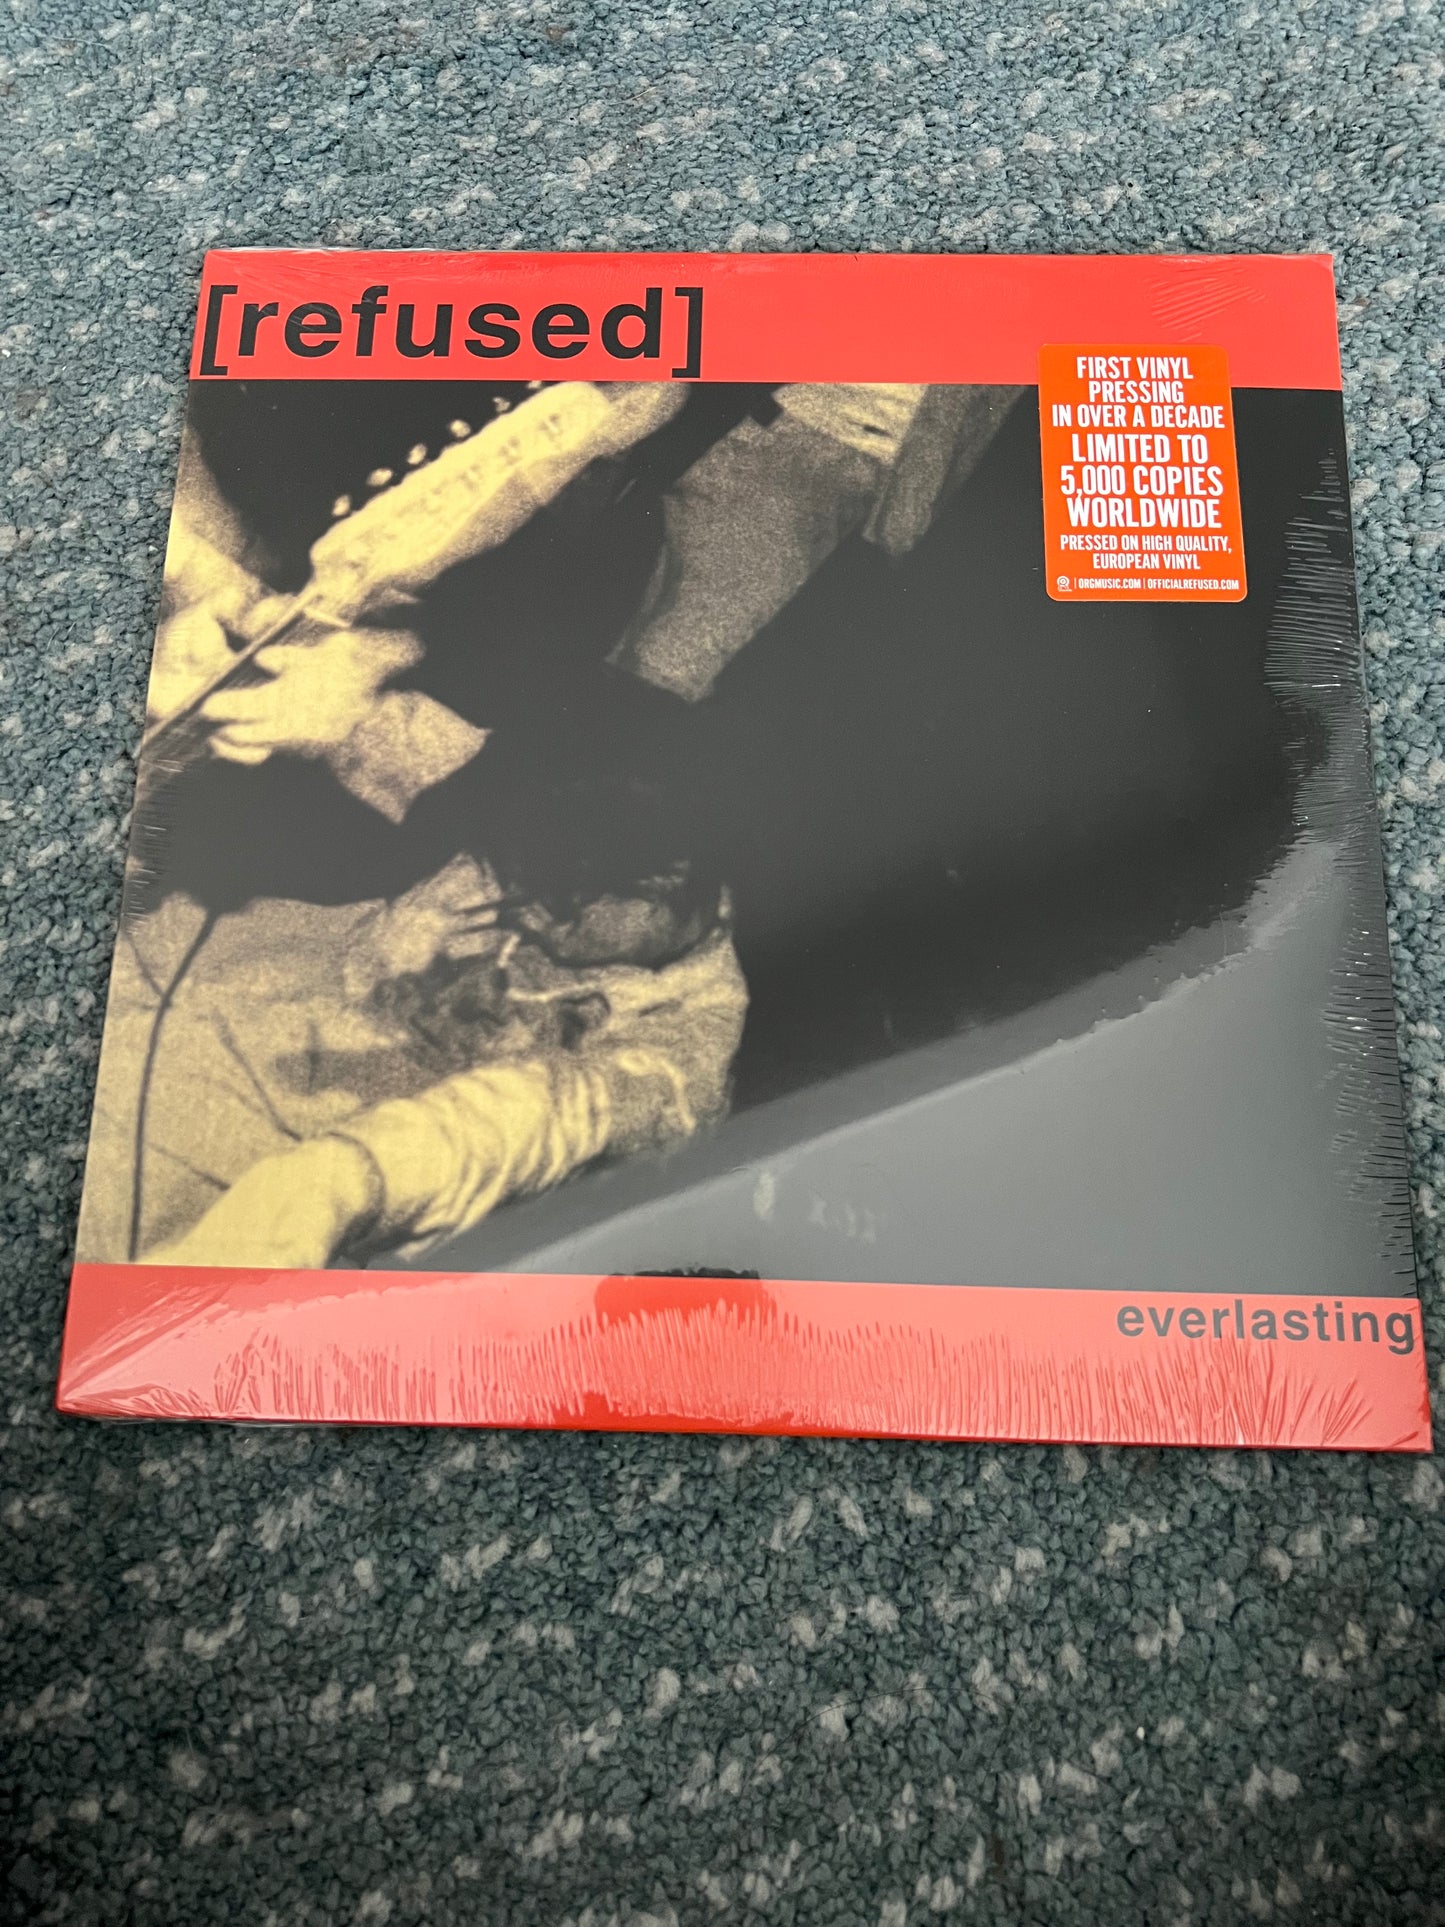 [refused]
FIRST VINYL
PRESSING
IN OVER A DECADE
LIMITED TO
5,000 COPIES
WORLDWIDE
PRESSED ON HIGH QUALITY,
EUROPEAN VINYL
| ORGMUSIC.COM | OFFICIALREFUSED.COM
everlasting